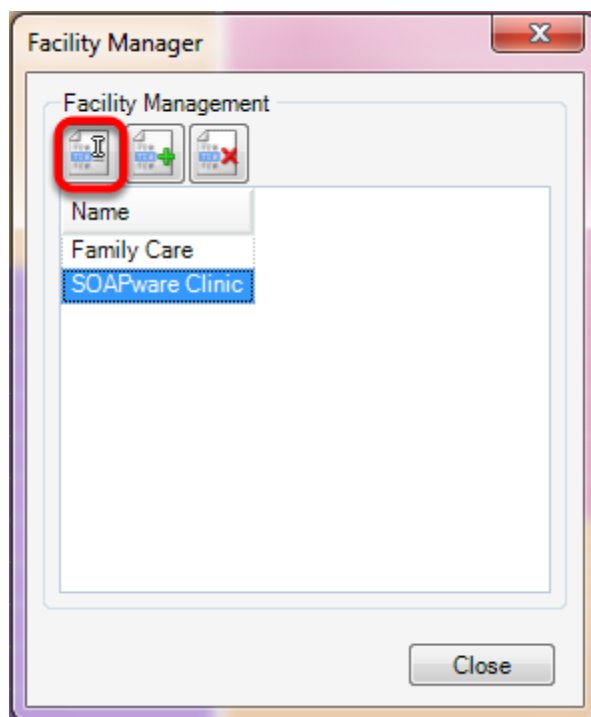 Facility Manager
Facility Management
Name
Family Care
SOAPware Clinic
Close